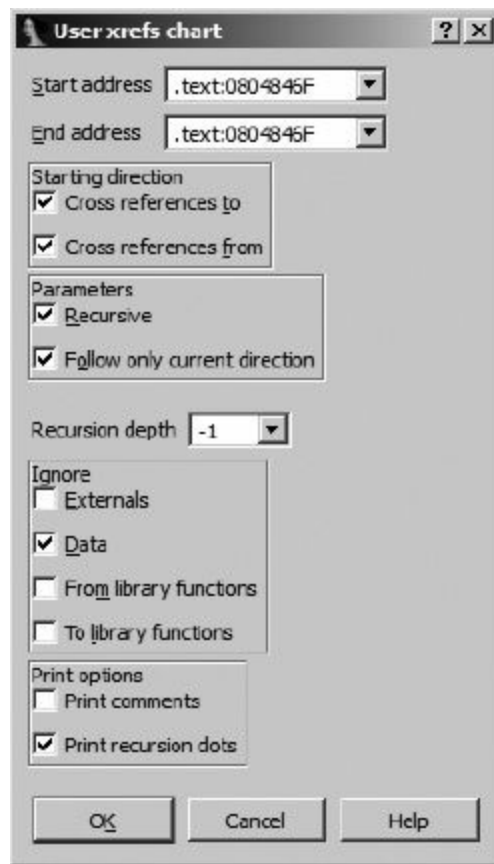 User xrefs chart
Start address .text:0804846F
End address .text:0804846F
Starting direction
Cross references to
Cross references from
Parameters
Recursive
Follow only current direction
Recursion depth -1
Ignore
Externals
Data
From library functions
To library functions
Print options
Print comments
Print recursion dots
OK Cancel Help